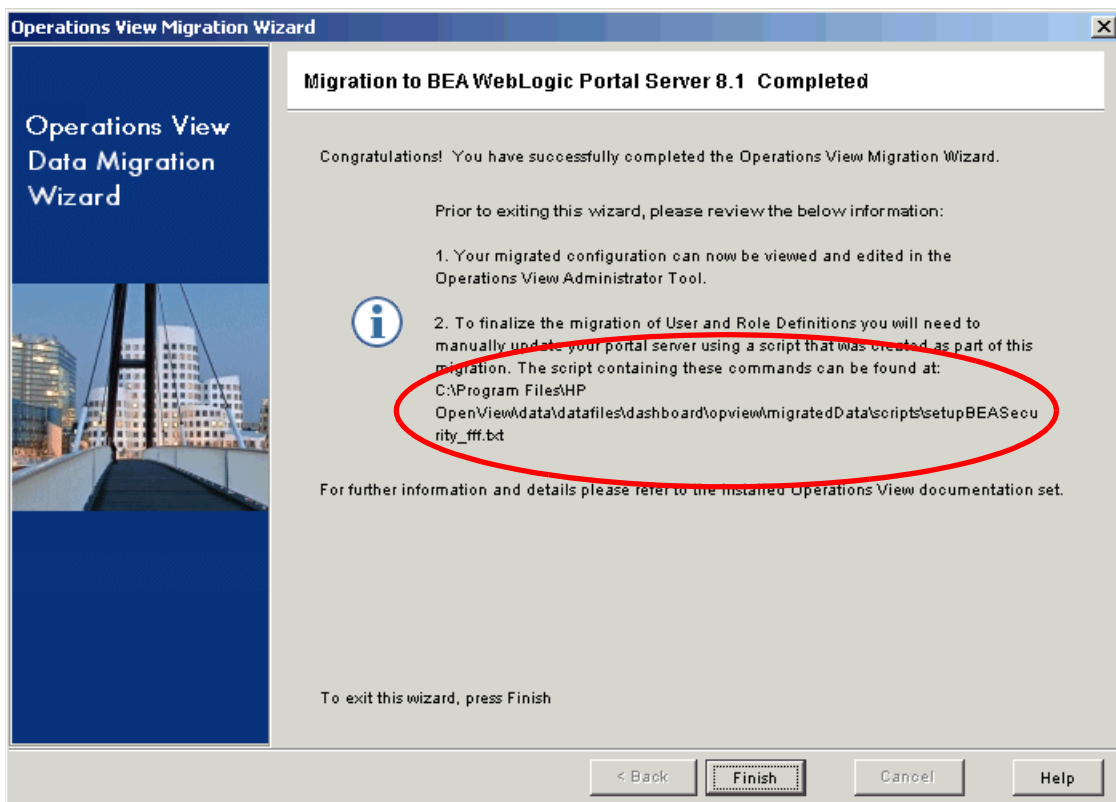 Operations View Migration Wizard
Operations View
Data Migration
Wizard
Migration to BEA WebLogic Portal Server 8.1 Completed
Congratulations! You have successfully completed the Operations View Migration Wizard.
Prior to exiting this wizard, please review the below information:
1. Your migrated configuration can now be viewed and edited in the
Operations View Administrator Tool.
2. To finalize the migration of User and Role Definitions you will need to
manually update your portal server using a script that was created as part of this
migration. The script containing these commands can be found at:
C:\Program Files\HP
OpenView\data\datafiles\dashboard\opview\migratedData\scripts\setupBEASecu
rity_fff.txt
For further information and details please refer to the installed Operations View documentation set.
To exit this wizard, press Finish
< Back
Finish
Cancel
Help